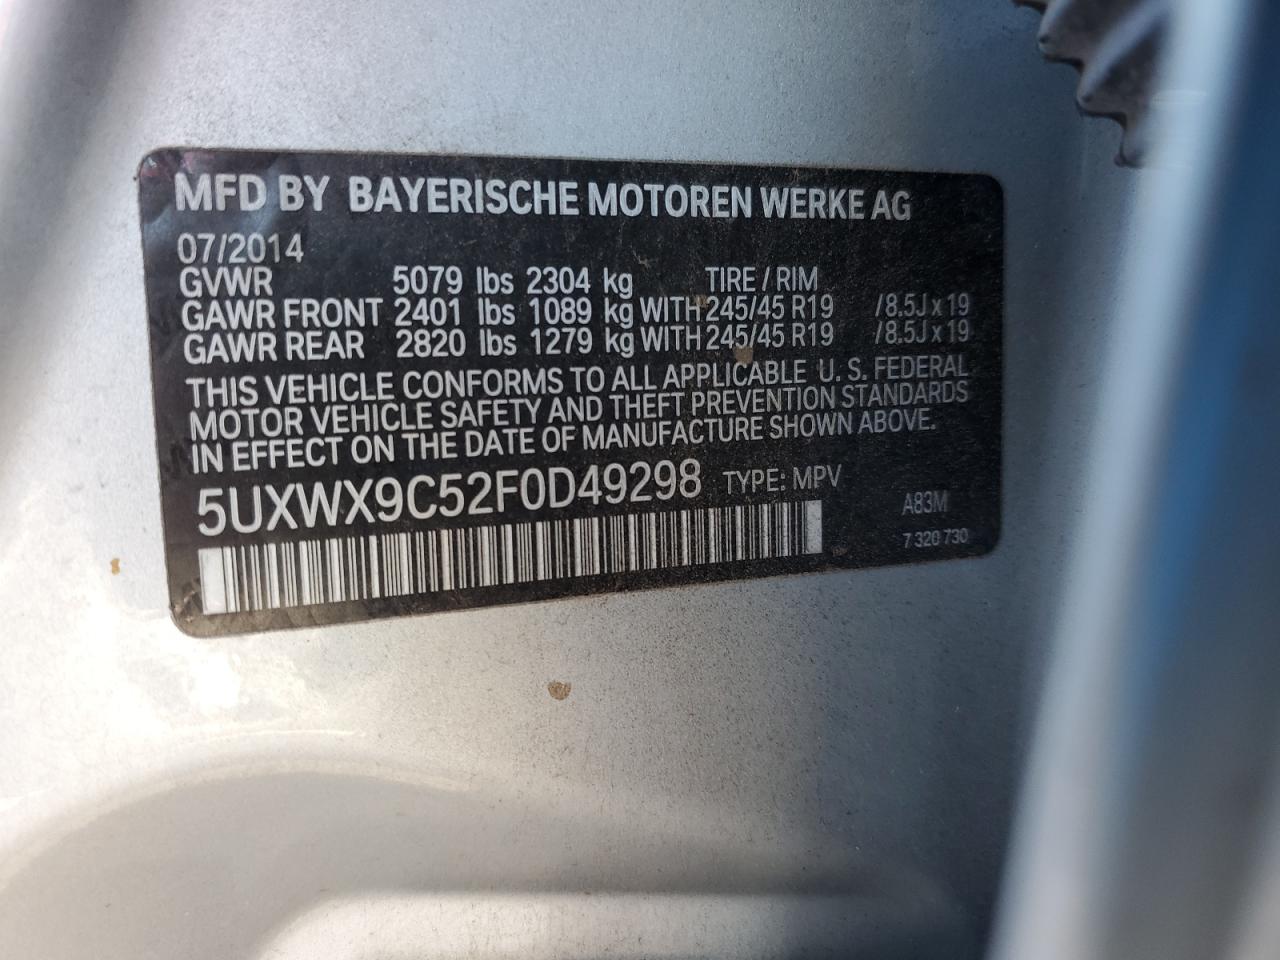 MFD BY BAYERISCHE MOTOREN WERKE AG
07/2014
GVWR 5079 lbs 2304 kg TIRE / RIM
GAWR FRONT 2401 lbs 1089 kg WITH 245/45 R19 /8.5J x 19
GAWR REAR 2820 lbs 1279 kg WITH 245/45 R19 /8.5J x 19
THIS VEHICLE CONFORMS TO ALL APPLICABLE U. S. FEDERAL
MOTOR VEHICLE SAFETY AND THEFT PREVENTION STANDARDS
IN EFFECT ON THE DATE OF MANUFACTURE SHOWN ABOVE.
5UXWX9C52F0D49298 TYPE: MPV
A83M
7 320 730